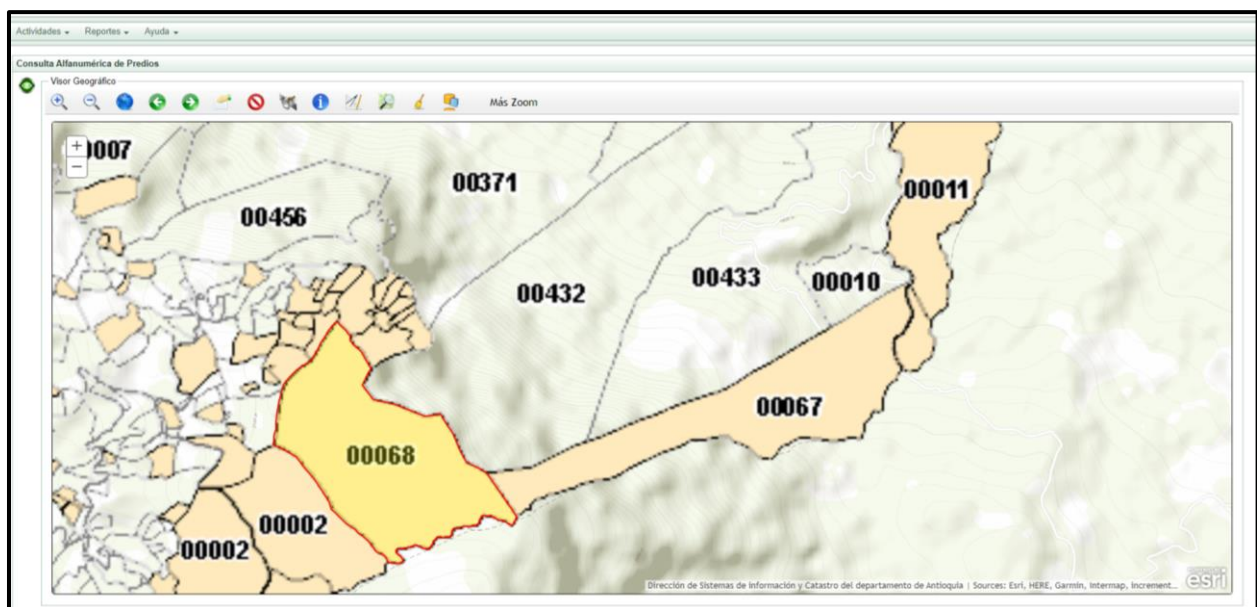 Actividades Reportes Ayuda
Consulta Alfanumérica de Predios
Visor Geográfico
Más Zoom
+
0007
−
00371
00011
00456
00433
00010
00432
00067
00068
00002
00002
Dirección de Sistemas de Información y Catastro del departamento de Antioquia | Sources: Esri, HERE, Garmin, Intermap, increment...
esri